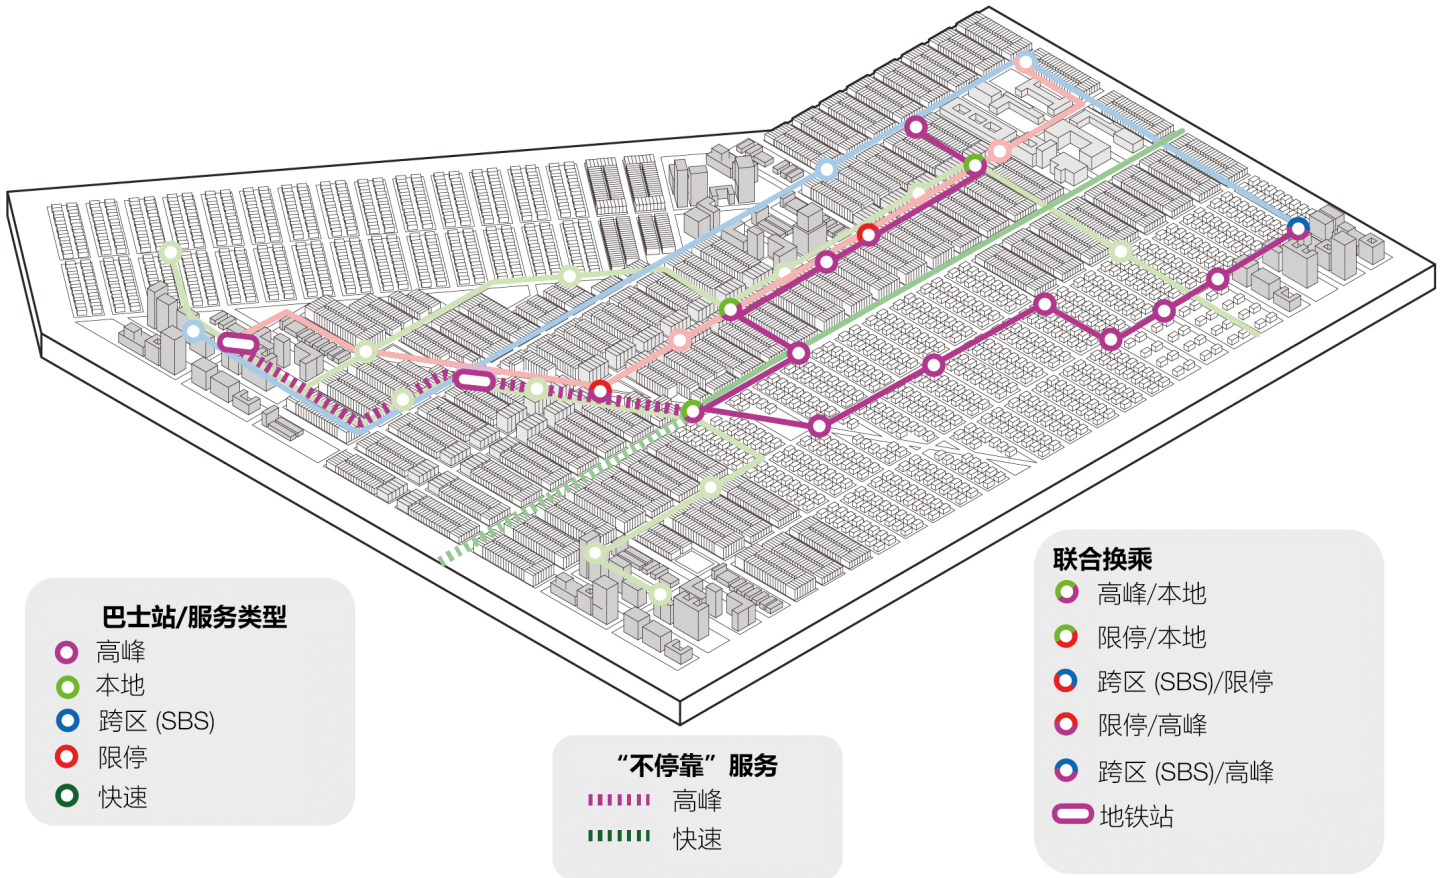 巴士站/服务类型
高峰
本地
跨区 (SBS)
限停
快速
“不停靠”服务
高峰
快速
联合换乘
高峰/本地
限停/本地
跨区 (SBS)/限停
限停/高峰
跨区 (SBS)/高峰
地铁站